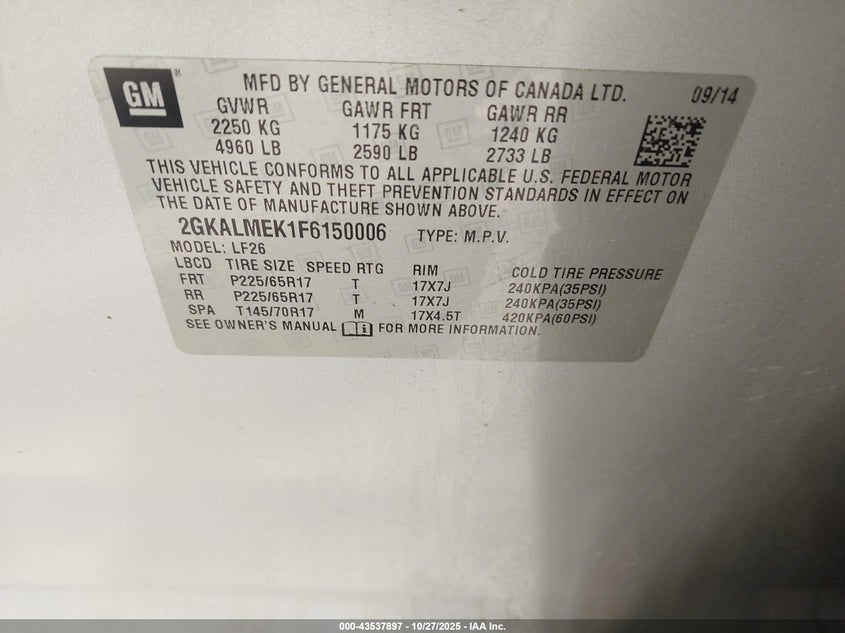 GM
MFD BY GENERAL MOTORS OF CANADA LTD. 09/14
GVWR GAWR FRT GAWR RR
2250 KG 1175 KG 1240 KG
4960 LB 2590 LB 2733 LB
THIS VEHICLE CONFORMS TO ALL APPLICABLE U.S. FEDERAL MOTOR
VEHICLE SAFETY AND THEFT PREVENTION STANDARDS IN EFFECT ON
THE DATE OF MANUFACTURE SHOWN ABOVE.
2GKALMEK1F6150006 TYPE: M.P.V.
MODEL: LF26
LBCD TIRE SIZE SPEED RTG RIM COLD TIRE PRESSURE
FRT P225/65R17 T 17X7J 240KPA(35PSI)
RR P225/65R17 T 17X7J 240KPA(35PSI)
SPA T145/70R17 M 17X4.5T 420KPA(60PSI)
SEE OWNER'S MANUAL FOR MORE INFORMATION.
000-43537897 - 10/27/2025 - IAA Inc.